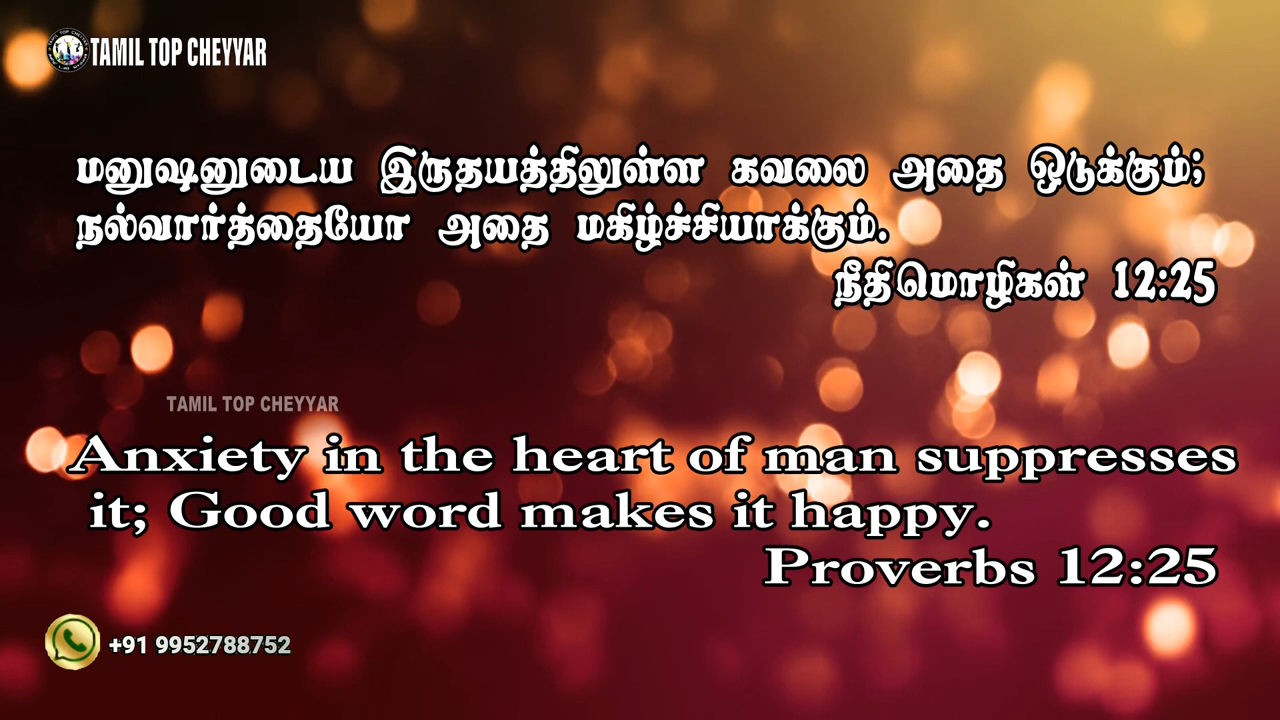 TAMIL TOP CHEYYAR
மனுஷனுடைய இருதயத்திலுள்ள கவலை அதை ஒடுக்கும்;
நல்வார்த்தையோ அதை மகிழ்ச்சியாக்கும்.
நீதிமொழிகள் 12:25
TAMIL TOP CHEYYAR
Anxiety in the heart of man suppresses
it; Good word makes it happy.
Proverbs 12:25
+91 9952788752